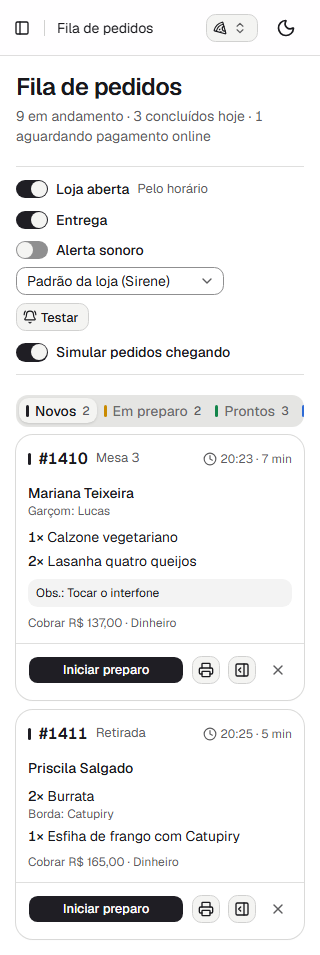 Fila de pedidos
Fila de pedidos
9 em andamento · 3 concluídos hoje · 1
aguardando pagamento online
Loja aberta Pelo horário
Entrega
Alerta sonoro
Padrão da loja (Sirene)
Testar
Simular pedidos chegando
Novos 2 Em preparo 2 Prontos 3
#1410 Mesa 3 20:23 · 7 min
Mariana Teixeira
Garçom: Lucas
1× Calzone vegetariano
2× Lasanha quatro queijos
Obs.: Tocar o interfone
Cobrar R$ 137,00 · Dinheiro
Iniciar preparo
#1411 Retirada 20:25 · 5 min
Priscila Salgado
2× Burrata
Borda: Catupiry
1× Esfiha de frango com Catupiry
Cobrar R$ 165,00 · Dinheiro
Iniciar preparo